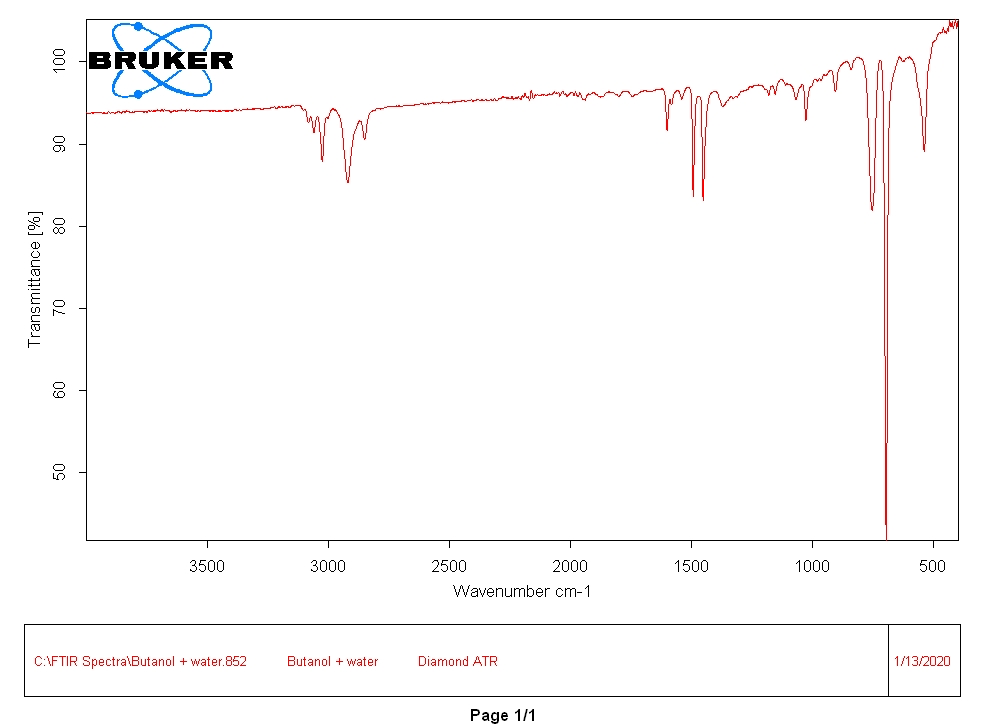 BRUKER
100
90
80
70
60
50
Transmittance [%]
3500 3000 2500 2000 1500 1000 500
Wavenumber cm-1
C:\FTIR Spectra\Butanol + water.852 Butanol + water Diamond ATR 1/13/2020
Page 1/1